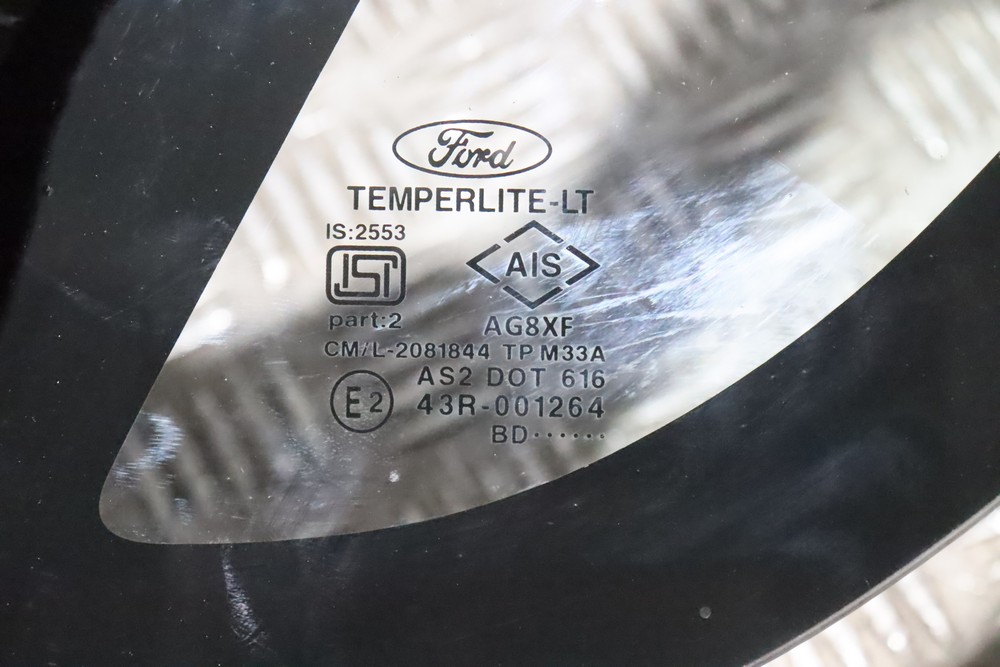 Ford
TEMPERLITE-LT
IS:2553
ISI
part:2
AIS
AG8XF
CM/L-2081844 TP M33A
E2
AS2 DOT 616
43R-001264
BD······